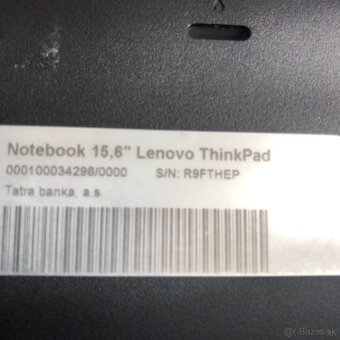 Notebook 15,6" Lenovo ThinkPad
000100034298/0000 S/N: R9FTHEP
Tatra banka, a.s.
© Bazos.sk